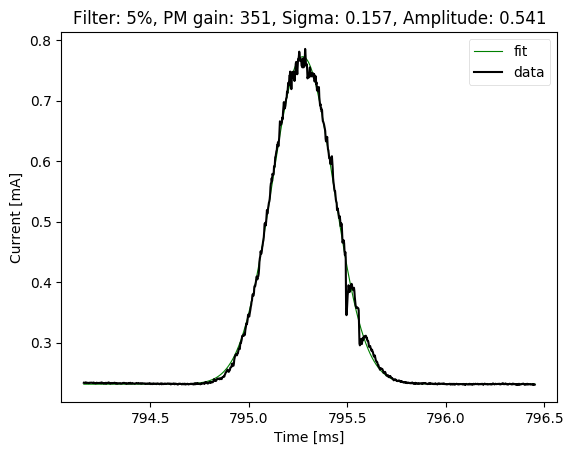 Filter: 5%, PM gain: 351, Sigma: 0.157, Amplitude: 0.541
fit
data
0.8
0.7
0.6
0.5
0.4
0.3
Current [mA]
794.5
795.0
795.5
796.0
796.5
Time [ms]